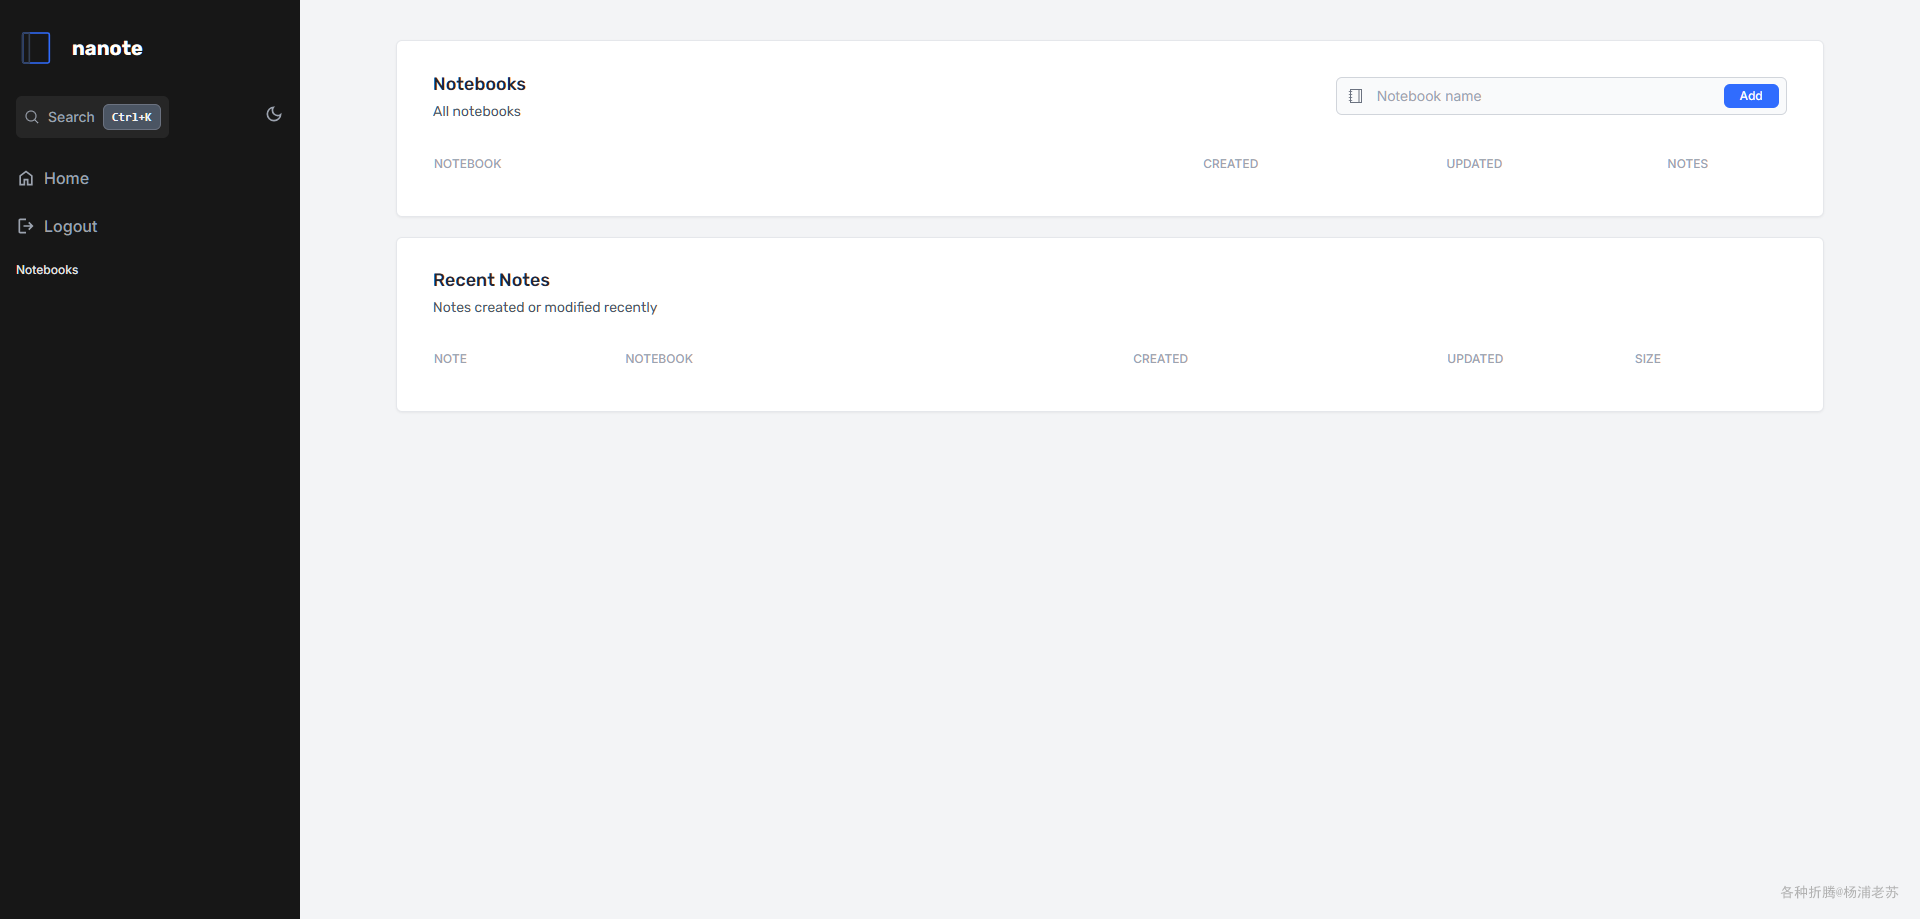 nanote
Search Ctrl+K
Home
Logout
Notebooks
Notebooks
All notebooks
Notebook name Add
NOTEBOOK CREATED UPDATED NOTES
Recent Notes
Notes created or modified recently
NOTE NOTEBOOK CREATED UPDATED SIZE
各种折腾@杨浦老苏